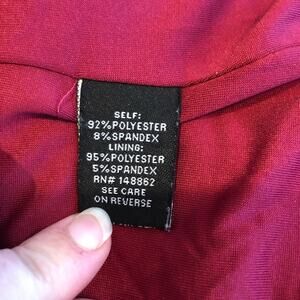 SELF:
92%POLYESTER
8%SPANDEX
LINING:
95%POLYESTER
5%SPANDEX
RN# 148862
SEE CARE
ON REVERSE